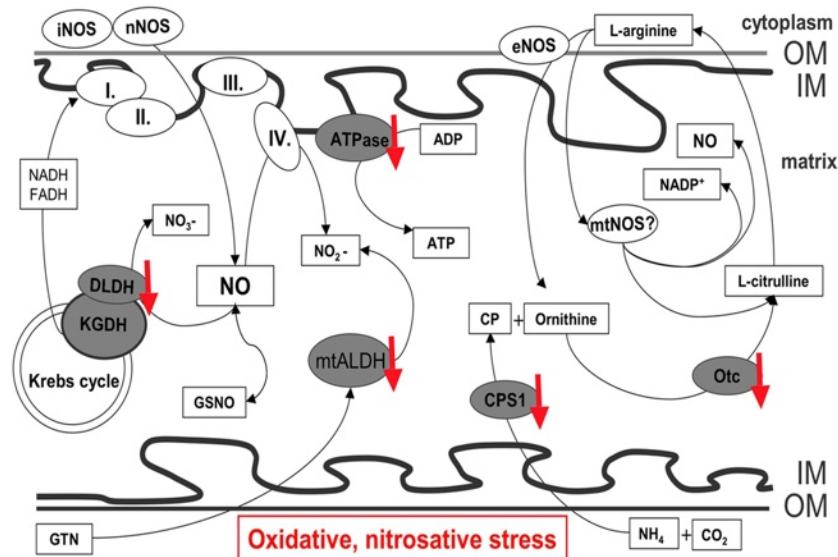 iNOS
nNOS
eNOS
L-arginine
cytoplasm
OM
IM
I.
II.
III.
IV.
ATPase
ADP
NO
matrix
NADH
FADH
NADP⁺
NO₃-
mtNOS?
NO₂-
ATP
DLDH
NO
L-citrulline
KGDH
CP + Ornithine
Krebs cycle
mtALDH
GSNO
CPS1
Otc
IM
OM
GTN
Oxidative, nitrosative stress
NH₄ + CO₂